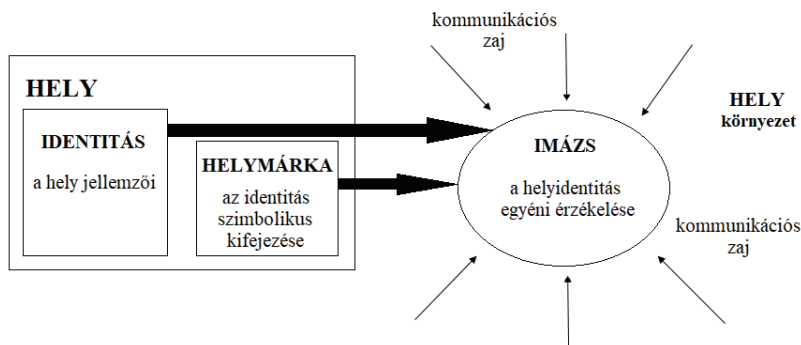 kommunikációs
zaj
HELY
IDENTITÁS
a hely jellemzői
HELYMÁRKA
az identitás
szimbolikus
kifejezése
IMÁZS
a helyidentitás
egyéni érzékelése
HELY
környezet
kommunikációs
zaj